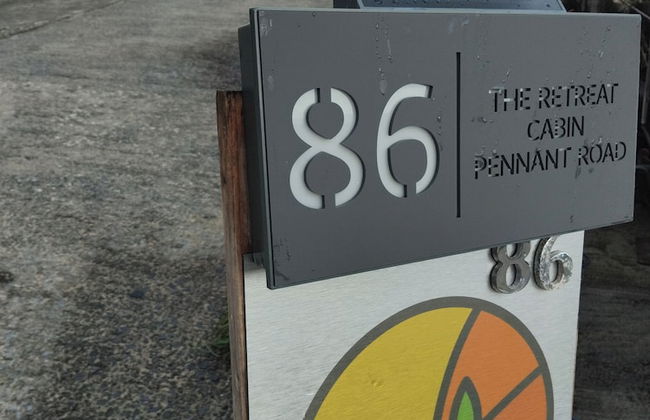 86
THE RETREAT
CABIN
PENNANT ROAD
86